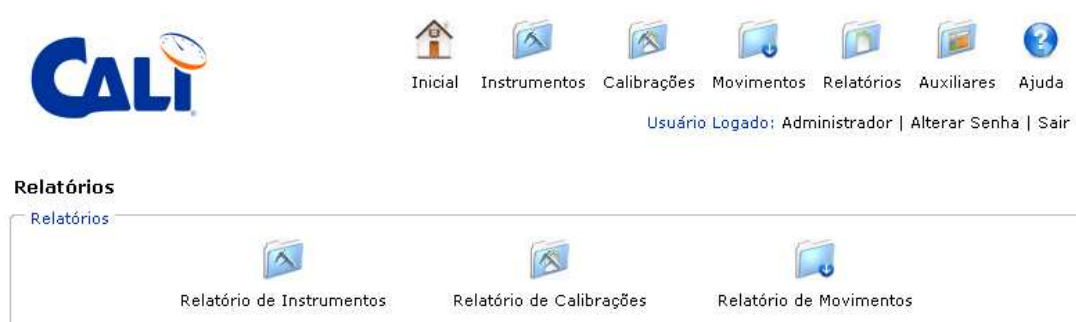 CALI
Inicial Instrumentos Calibrações Movimentos Relatórios Auxiliares Ajuda
Usuário Logado: Administrador | Alterar Senha | Sair
Relatórios
Relatórios
Relatório de Instrumentos Relatório de Calibrações Relatório de Movimentos